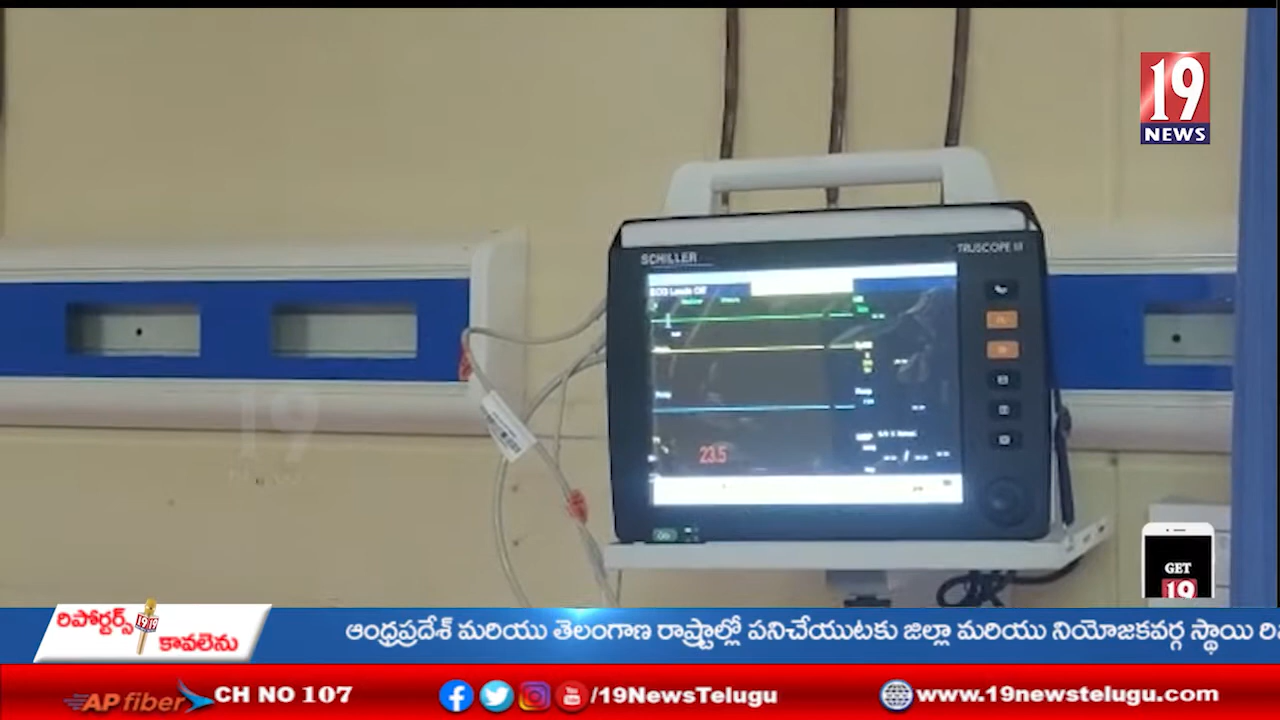 19
NEWS
SCHILLER
TRUSCOPE III
ECG Leads Off
23.5
GET
19
రిపోర్టర్స్
కావలెను
ఆంధ్రప్రదేశ్ మరియు తెలంగాణ రాష్ట్రాల్లో పనిచేయుటకు జిల్లా మరియు నియోజకవర్గ స్థాయి రి
AP fiber CH NO 107
/19NewsTelugu
www.19newstelugu.com